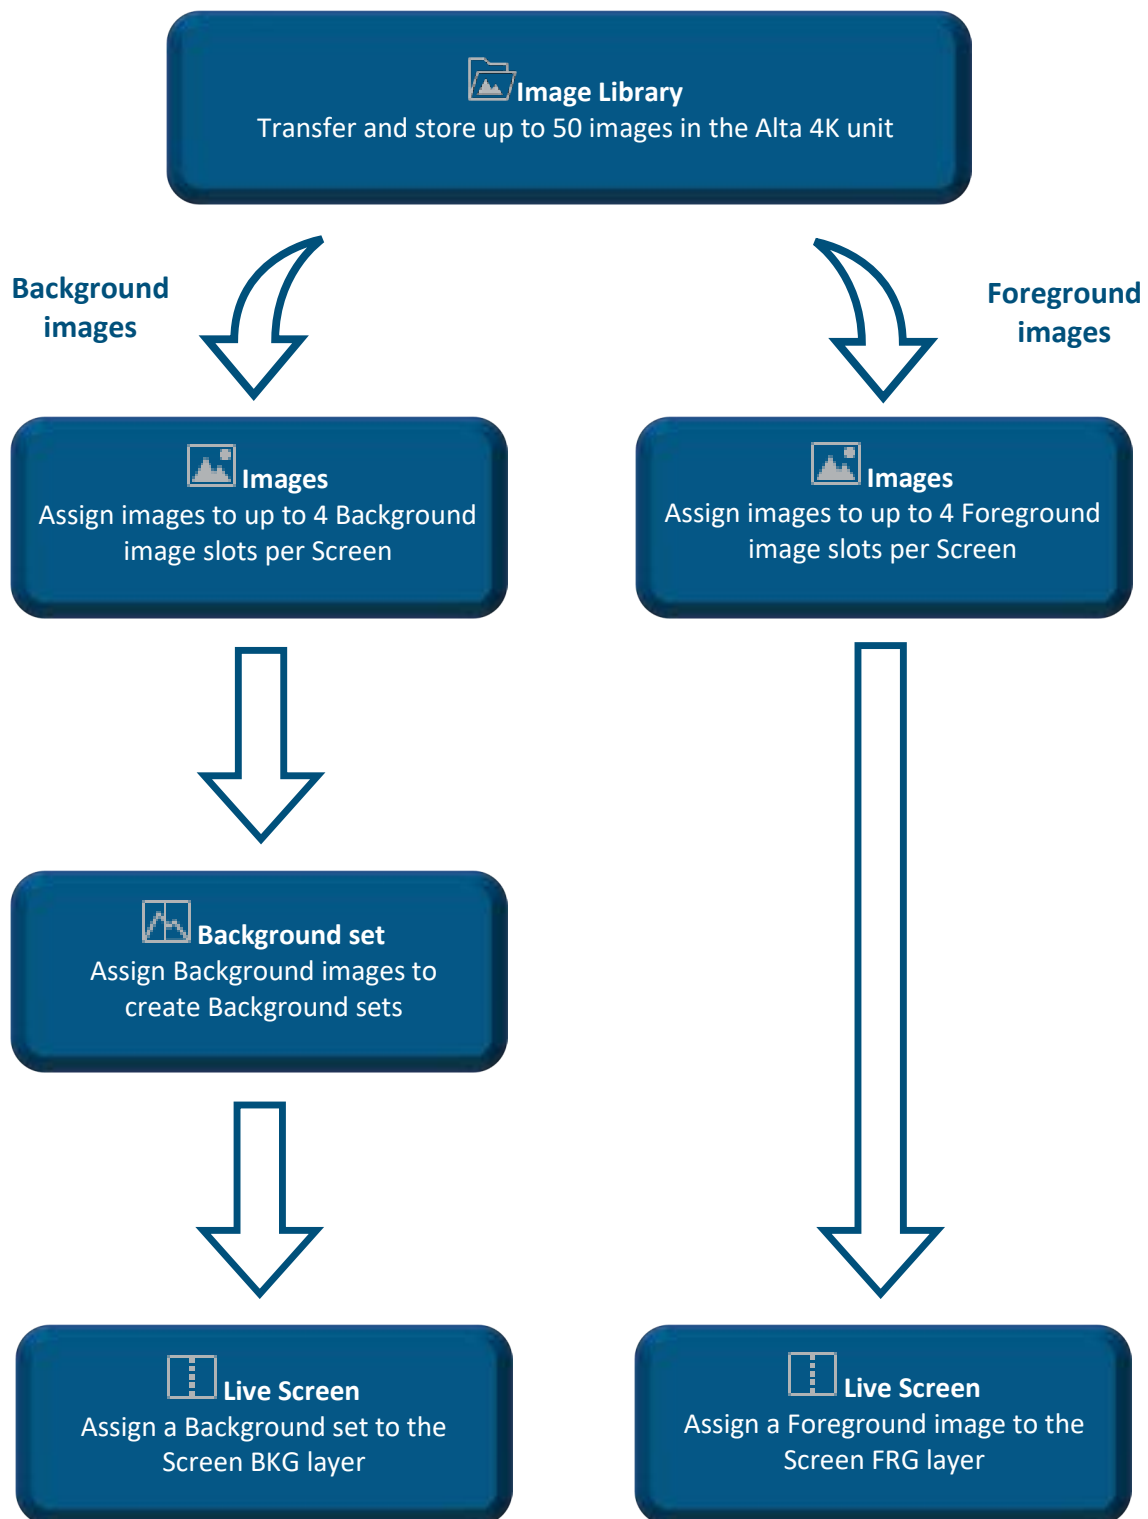 Image Library
Transfer and store up to 50 images in the Alta 4K unit
Background
images
Foreground
images
Images
Assign images to up to 4 Background
image slots per Screen
Images
Assign images to up to 4 Foreground
image slots per Screen
Background set
Assign Background images to
create Background sets
Live Screen
Assign a Background set to the
Screen BKG layer
Live Screen
Assign a Foreground image to the
Screen FRG layer